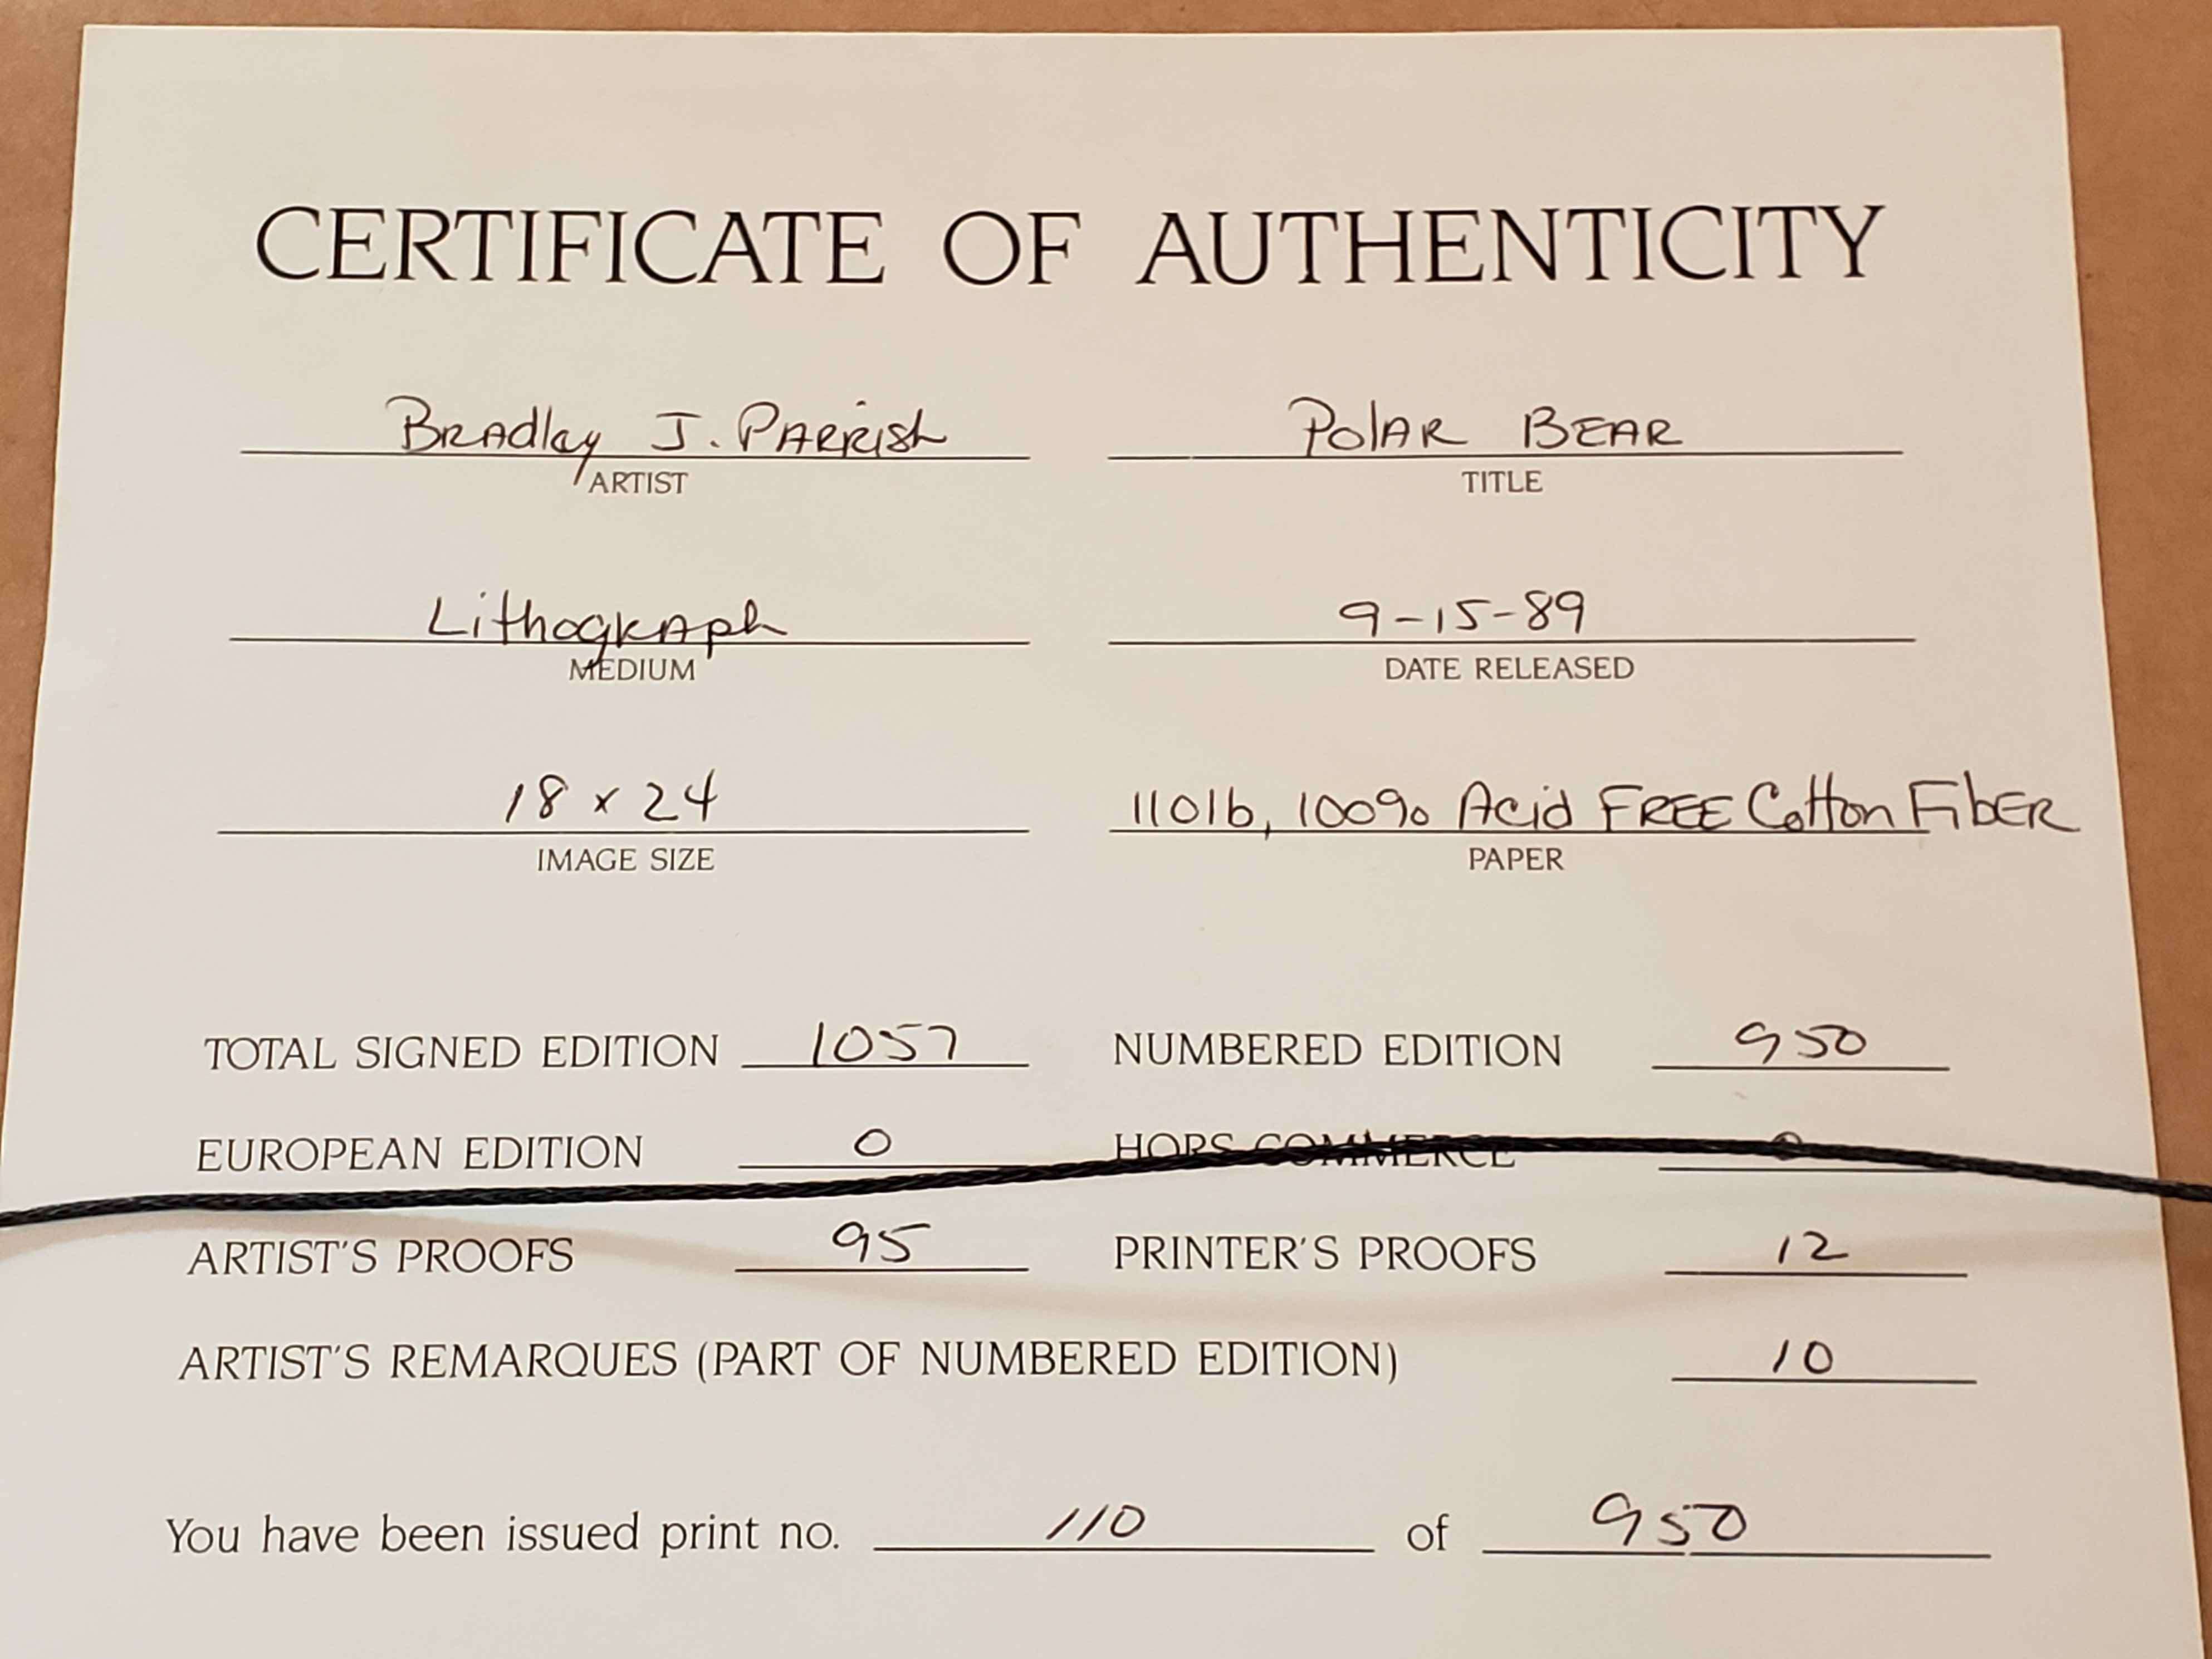 CERTIFICATE OF AUTHENTICITY
Bradley J. Parrish Polar Bear
ARTIST TITLE
Lithograph 9-15-89
MEDIUM DATE RELEASED
18 x 24 110lb, 100% Acid Free Cotton Fiber
IMAGE SIZE PAPER
TOTAL SIGNED EDITION 1057 NUMBERED EDITION 950
EUROPEAN EDITION 0 HORS COMMERCE 0
ARTIST'S PROOFS 95 PRINTER'S PROOFS 12
ARTIST'S REMARQUES (PART OF NUMBERED EDITION) 10
You have been issued print no. 110 of 950